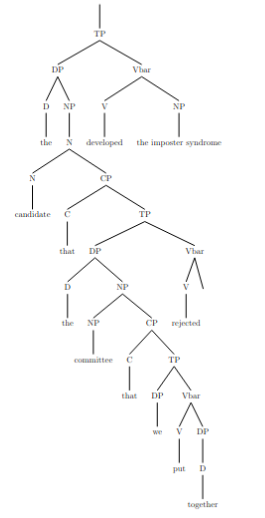 TP
DP Vbar
D NP V NP
the N developed the imposter syndrome
N CP
candidate C TP
that DP Vbar
D NP V
the NP CP rejected
committee C TP
that DP Vbar
we V DP
put D
together